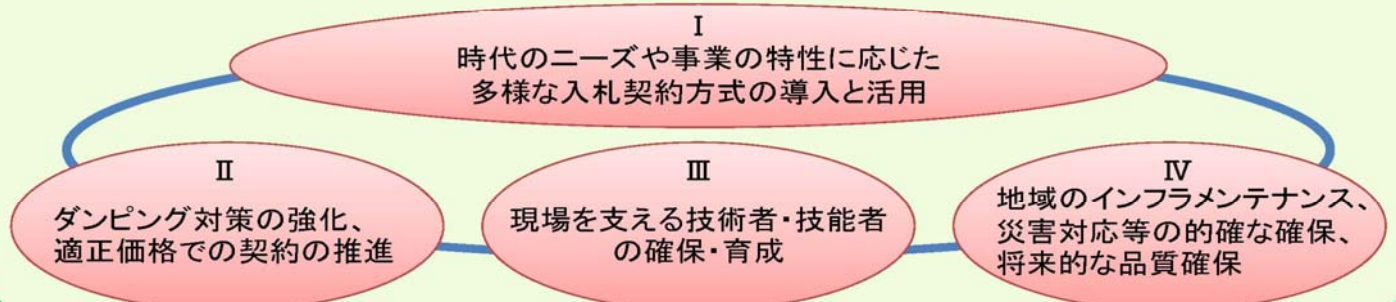 Ⅰ
時代のニーズや事業の特性に応じた
多様な入札契約方式の導入と活用
Ⅱ
ダンピング対策の強化、
適正価格での契約の推進
Ⅲ
現場を支える技術者・技能者
の確保・育成
Ⅳ
地域のインフラメンテナンス、
災害対応等の的確な確保、
将来的な品質確保